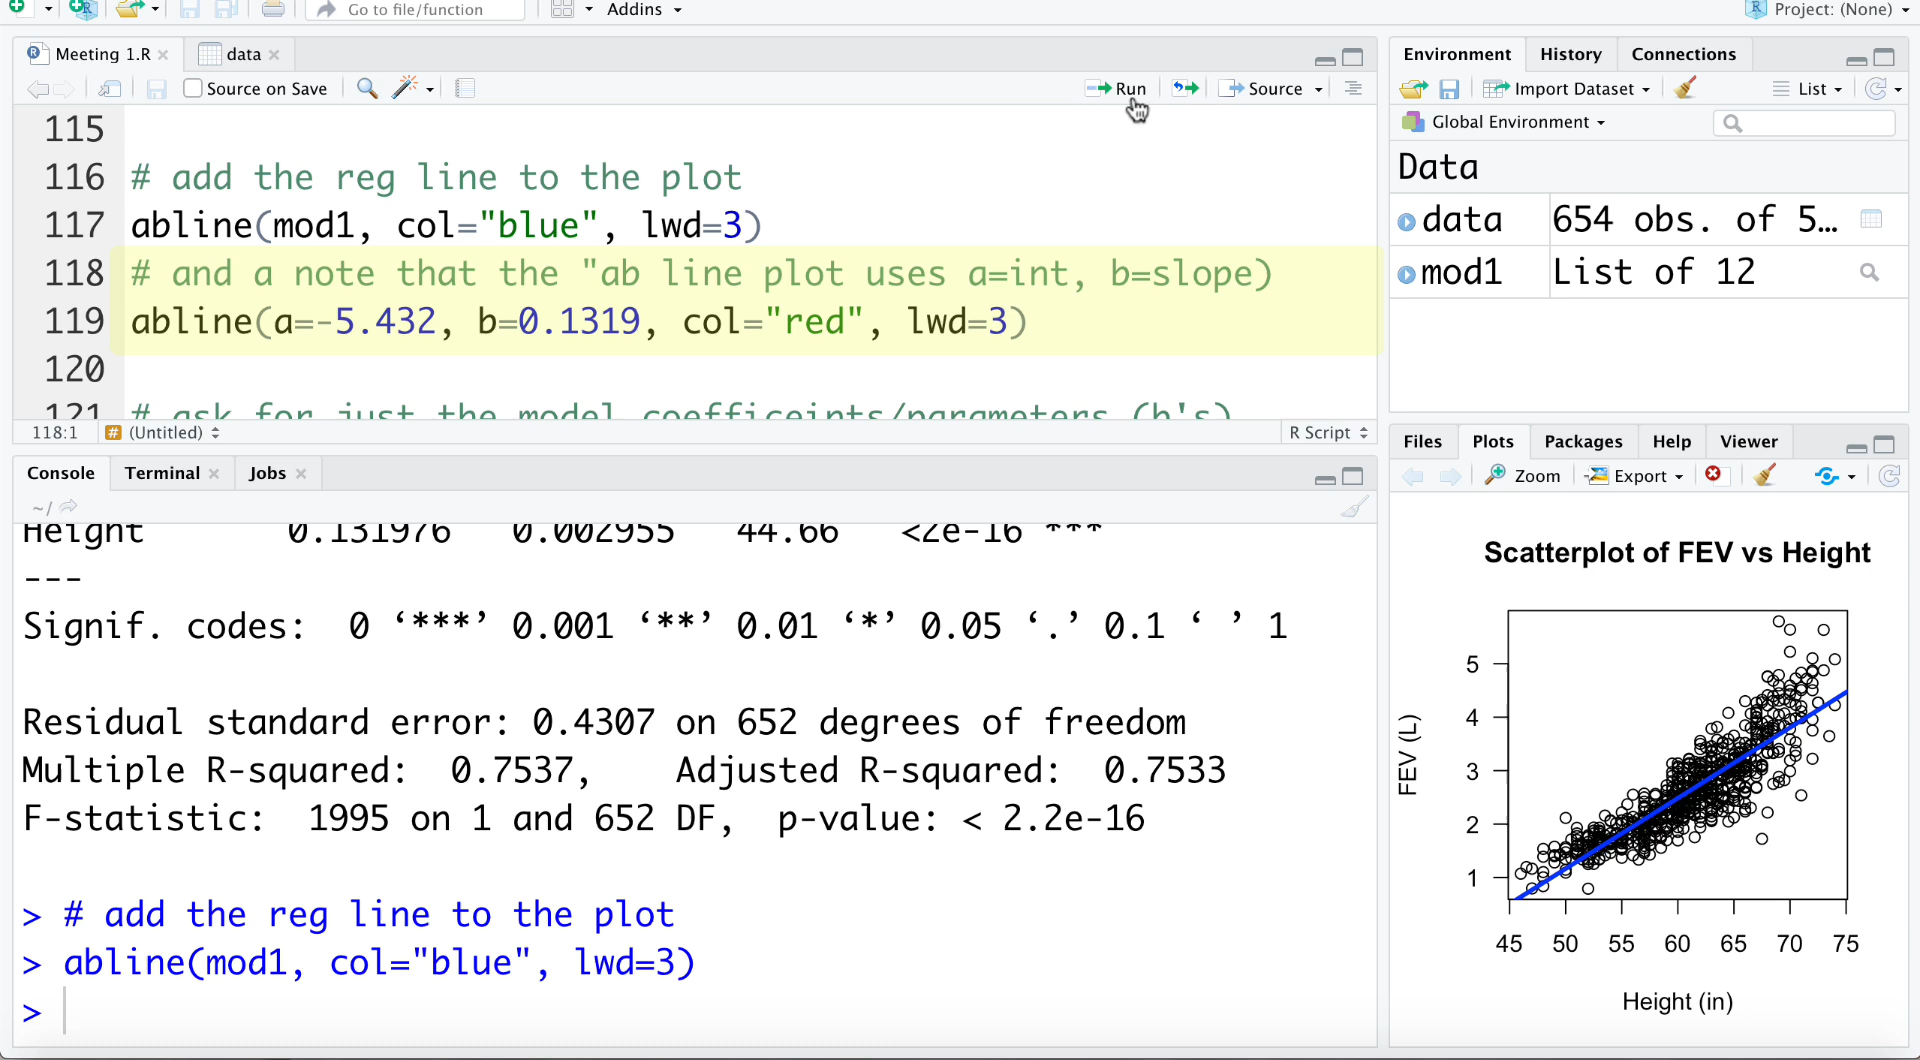 Go to file/function
Addins
Project: (None)
Meeting 1.R
data
Source on Save
Run
Source
115
116 # add the reg line to the plot
117 abline(mod1, col="blue", lwd=3)
118 # and a note that the "ab line plot uses a=int, b=slope)
119 abline(a=-5.432, b=0.1319, col="red", lwd=3)
120
121 # ask for just the model coefficeints/parameters (b's)
118:1
# (Untitled)
R Script
Console
Terminal
Jobs
~/
Height 0.131976 0.002955 44.66 <2e-16 ***
---
Signif. codes: 0 ‘***’ 0.001 ‘**’ 0.01 ‘*’ 0.05 ‘.’ 0.1 ‘ ’ 1
Residual standard error: 0.4307 on 652 degrees of freedom
Multiple R-squared: 0.7537, Adjusted R-squared: 0.7533
F-statistic: 1995 on 1 and 652 DF, p-value: < 2.2e-16
> # add the reg line to the plot
> abline(mod1, col="blue", lwd=3)
>
Environment
History
Connections
Import Dataset
List
Global Environment
Data
data 654 obs. of 5…
mod1 List of 12
Files
Plots
Packages
Help
Viewer
Zoom
Export
Scatterplot of FEV vs Height
FEV (L)
5
4
3
2
1
45 50 55 60 65 70 75
Height (in)